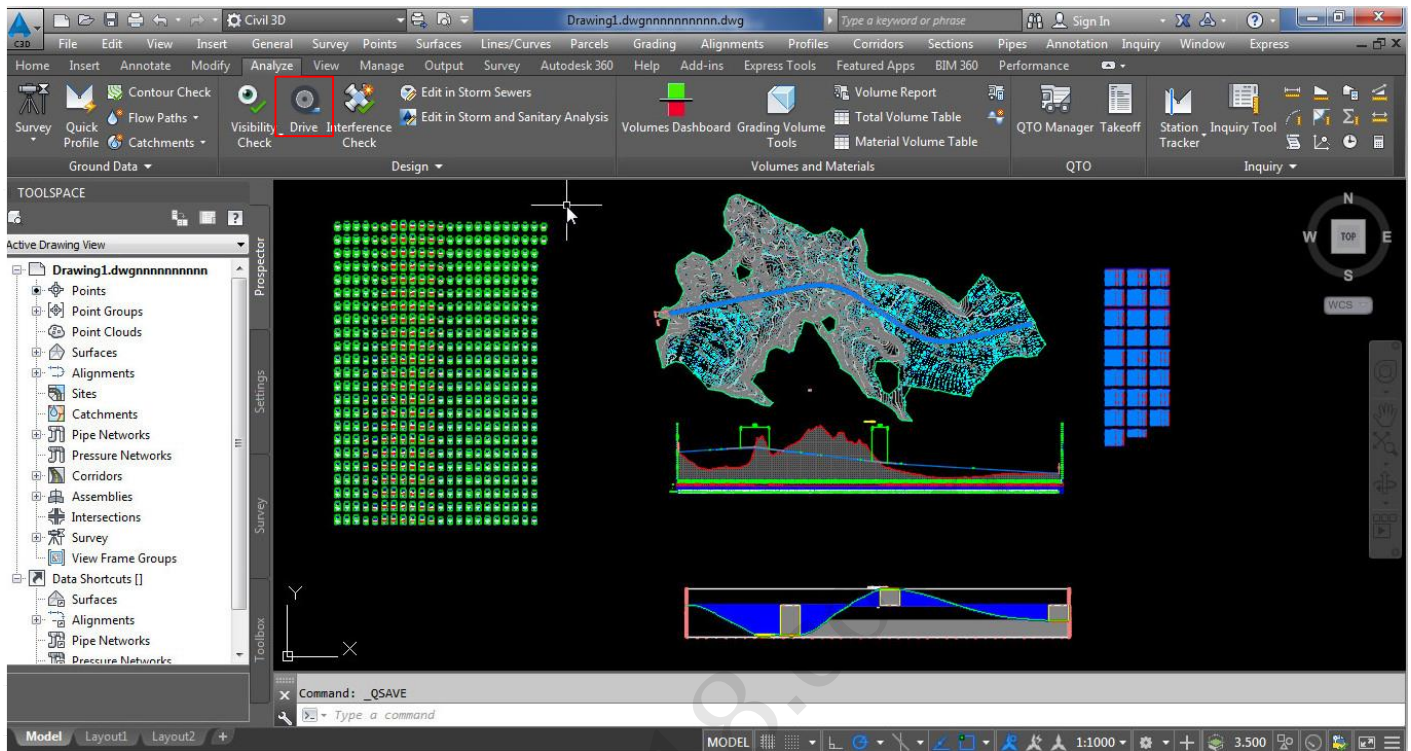 Civil 3D
Drawing1.dwgnnnnnnnnnn.dwg
Type a keyword or phrase
Sign In
C3D
File Edit View Insert General Survey Points Surfaces Lines/Curves Parcels Grading Alignments Profiles Corridors Sections Pipes Annotation Inquiry Window Express
Home Insert Annotate Modify Analyze View Manage Output Survey Autodesk 360 Help Add-ins Express Tools Featured Apps BIM 360 Performance
Survey
Quick Profile
Contour Check
Flow Paths
Catchments
Ground Data
Visibility Check
Drive
Interference Check
Edit in Storm Sewers
Edit in Storm and Sanitary Analysis
Design
Volumes Dashboard
Grading Volume Tools
Volume Report
Total Volume Table
Material Volume Table
Volumes and Materials
QTO Manager
Takeoff
QTO
Station Tracker
Inquiry Tool
Inquiry
TOOLSPACE
Active Drawing View
Drawing1.dwgnnnnnnnnnn
Points
Point Groups
Point Clouds
Surfaces
Alignments
Sites
Catchments
Pipe Networks
Pressure Networks
Corridors
Assemblies
Intersections
Survey
View Frame Groups
Data Shortcuts []
Surfaces
Alignments
Pipe Networks
Pressure Networks
Prospector
Settings
Survey
Toolbox
N
W TOP E
S
WCS
Y
X
Command: _QSAVE
Type a command
Model Layout1 Layout2 +
MODEL 1:1000 3.500